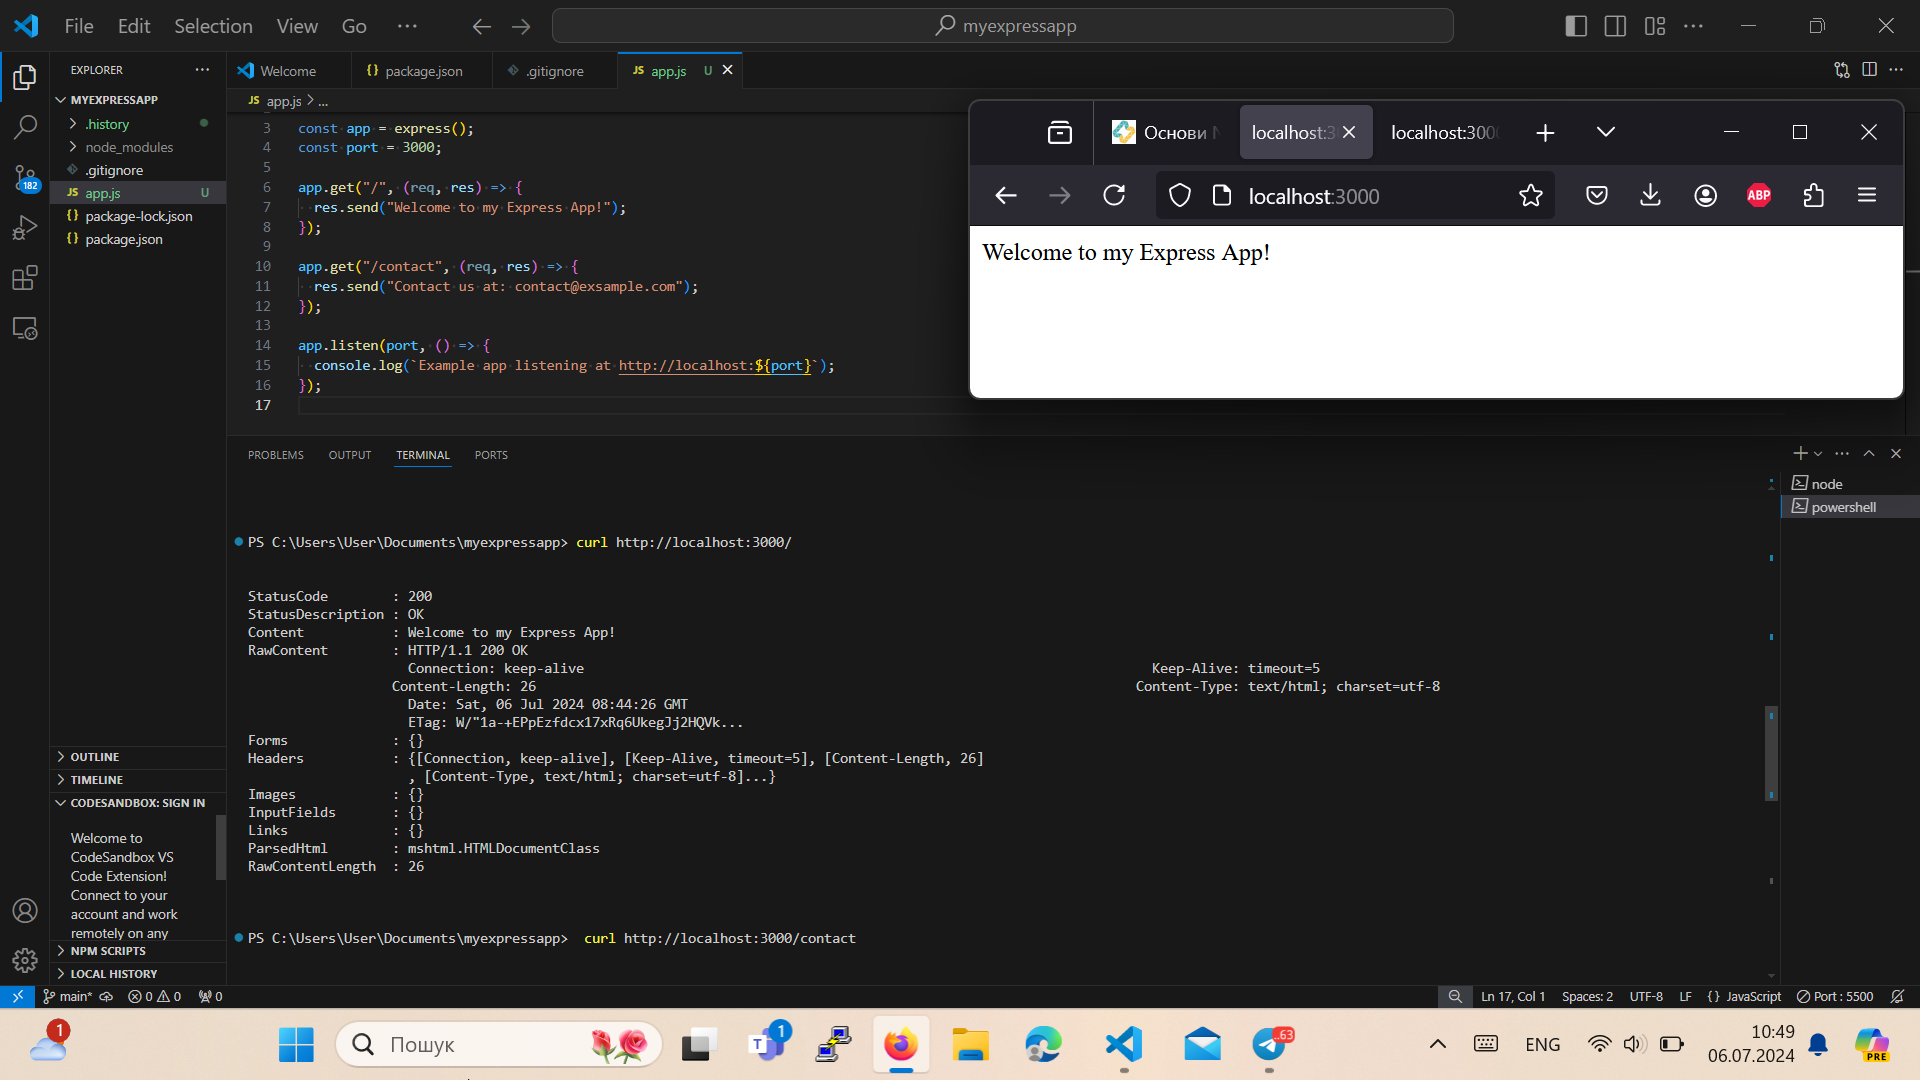 File Edit Selection View Go ···
myexpressapp
EXPLORER
Welcome
package.json
.gitignore
JS app.js U
MYEXPRESSAPP
.history
node_modules
.gitignore
JS app.js U
{} package-lock.json
{} package.json
JS app.js > ...
3 const app = express();
4 const port = 3000;
5
6 app.get("/", (req, res) => {
7 res.send("Welcome to my Express App!");
8 });
9
10 app.get("/contact", (req, res) => {
11 res.send("Contact us at: contact@exsample.com");
12 });
13
14 app.listen(port, () => {
15 console.log(`Example app listening at http://localhost:${port}`);
16 });
17
Основи
localhost:3
localhost:300
localhost:3000
ABP
Welcome to my Express App!
182
PROBLEMS OUTPUT TERMINAL PORTS
node
powershell
PS C:\Users\User\Documents\myexpressapp> curl http://localhost:3000/
StatusCode : 200
StatusDescription : OK
Content : Welcome to my Express App!
RawContent : HTTP/1.1 200 OK
Connection: keep-alive Keep-Alive: timeout=5
Content-Length: 26 Content-Type: text/html; charset=utf-8
Date: Sat, 06 Jul 2024 08:44:26 GMT
ETag: W/"1a-+EPpEzfdcx17xRq6UkegJj2HQVk...
Forms : {}
Headers : {[Connection, keep-alive], [Keep-Alive, timeout=5], [Content-Length, 26]
, [Content-Type, text/html; charset=utf-8]...}
Images : {}
InputFields : {}
Links : {}
ParsedHtml : mshtml.HTMLDocumentClass
RawContentLength : 26
PS C:\Users\User\Documents\myexpressapp> curl http://localhost:3000/contact
OUTLINE
TIMELINE
CODESANDBOX: SIGN IN
Welcome to
CodeSandbox VS
Code Extension!
Connect to your
account and work
remotely on any
NPM SCRIPTS
LOCAL HISTORY
main* 0 0 0
Ln 17, Col 1 Spaces: 2 UTF-8 LF {} JavaScript Port : 5500
1
Пошук
1
..63
ENG
10:49
06.07.2024
PRE